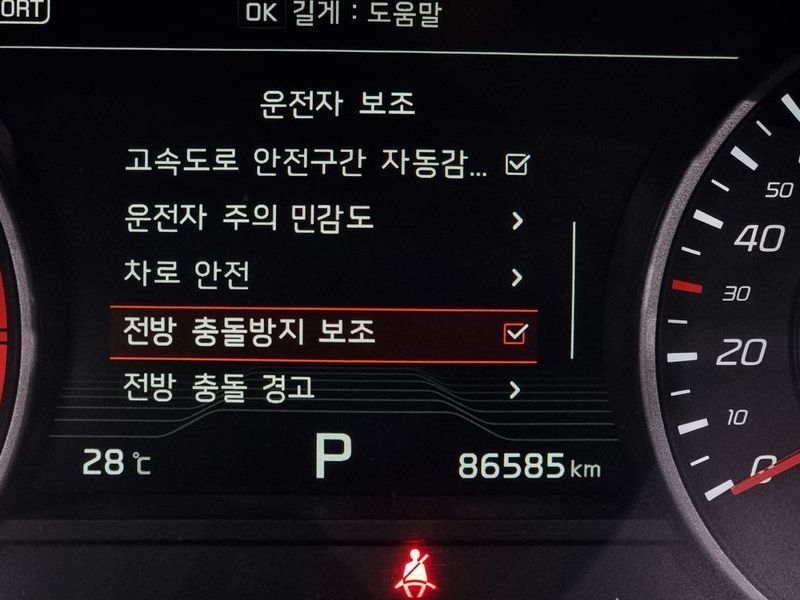 ORT
OK 길게 : 도움말
운전자 보조
고속도로 안전구간 자동감...
운전자 주의 민감도
차로 안전
전방 충돌방지 보조
전방 충돌 경고
28 ℃
P
86585 km
50
40
30
20
10
0